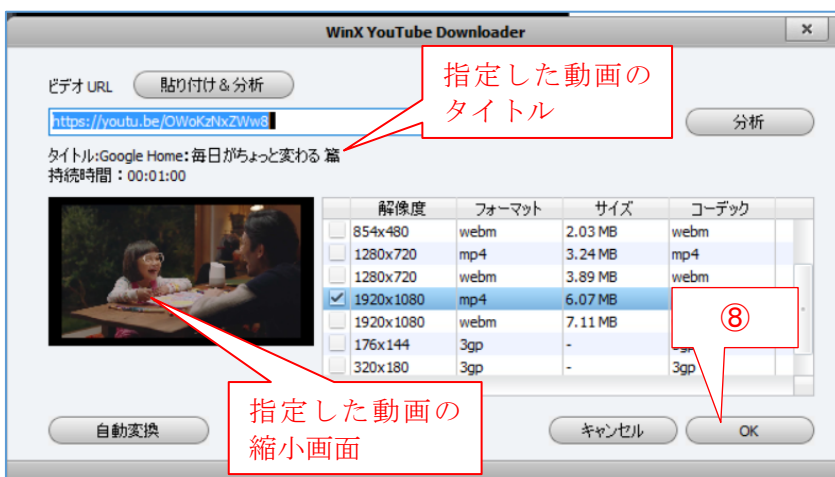 WinX YouTube Downloader
×
ビデオ URL 貼り付け & 分析
https://youtu.be/OWoKzNxZWw8
分析
指定した動画の
タイトル
タイトル:Google Home：毎日がちょっと変わる 篇
持続時間：00:01:00
解像度 フォーマット サイズ コーデック
854x480 webm 2.03 MB webm
1280x720 mp4 3.24 MB mp4
1280x720 webm 3.89 MB webm
1920x1080 mp4 6.07 MB
1920x1080 webm 7.11 MB
⑧
176x144 3gp -
320x180 3gp - 3gp
指定した動画の
縮小画面
自動変換 キャンセル OK